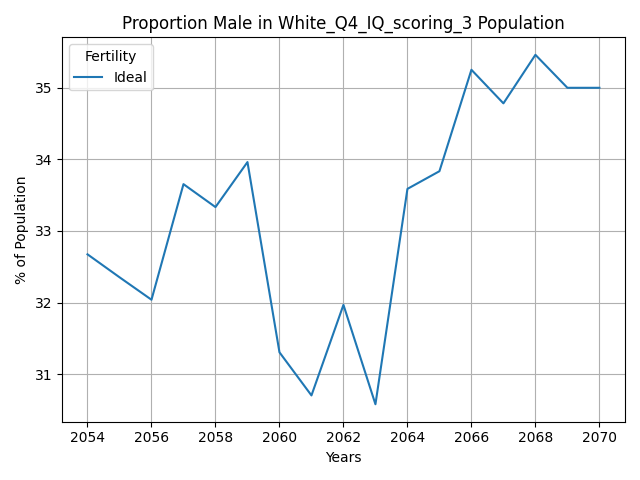 Proportion Male in White_Q4_IQ_scoring_3 Population
Fertility
Ideal
% of Population
35
34
33
32
31
2054 2056 2058 2060 2062 2064 2066 2068 2070
Years